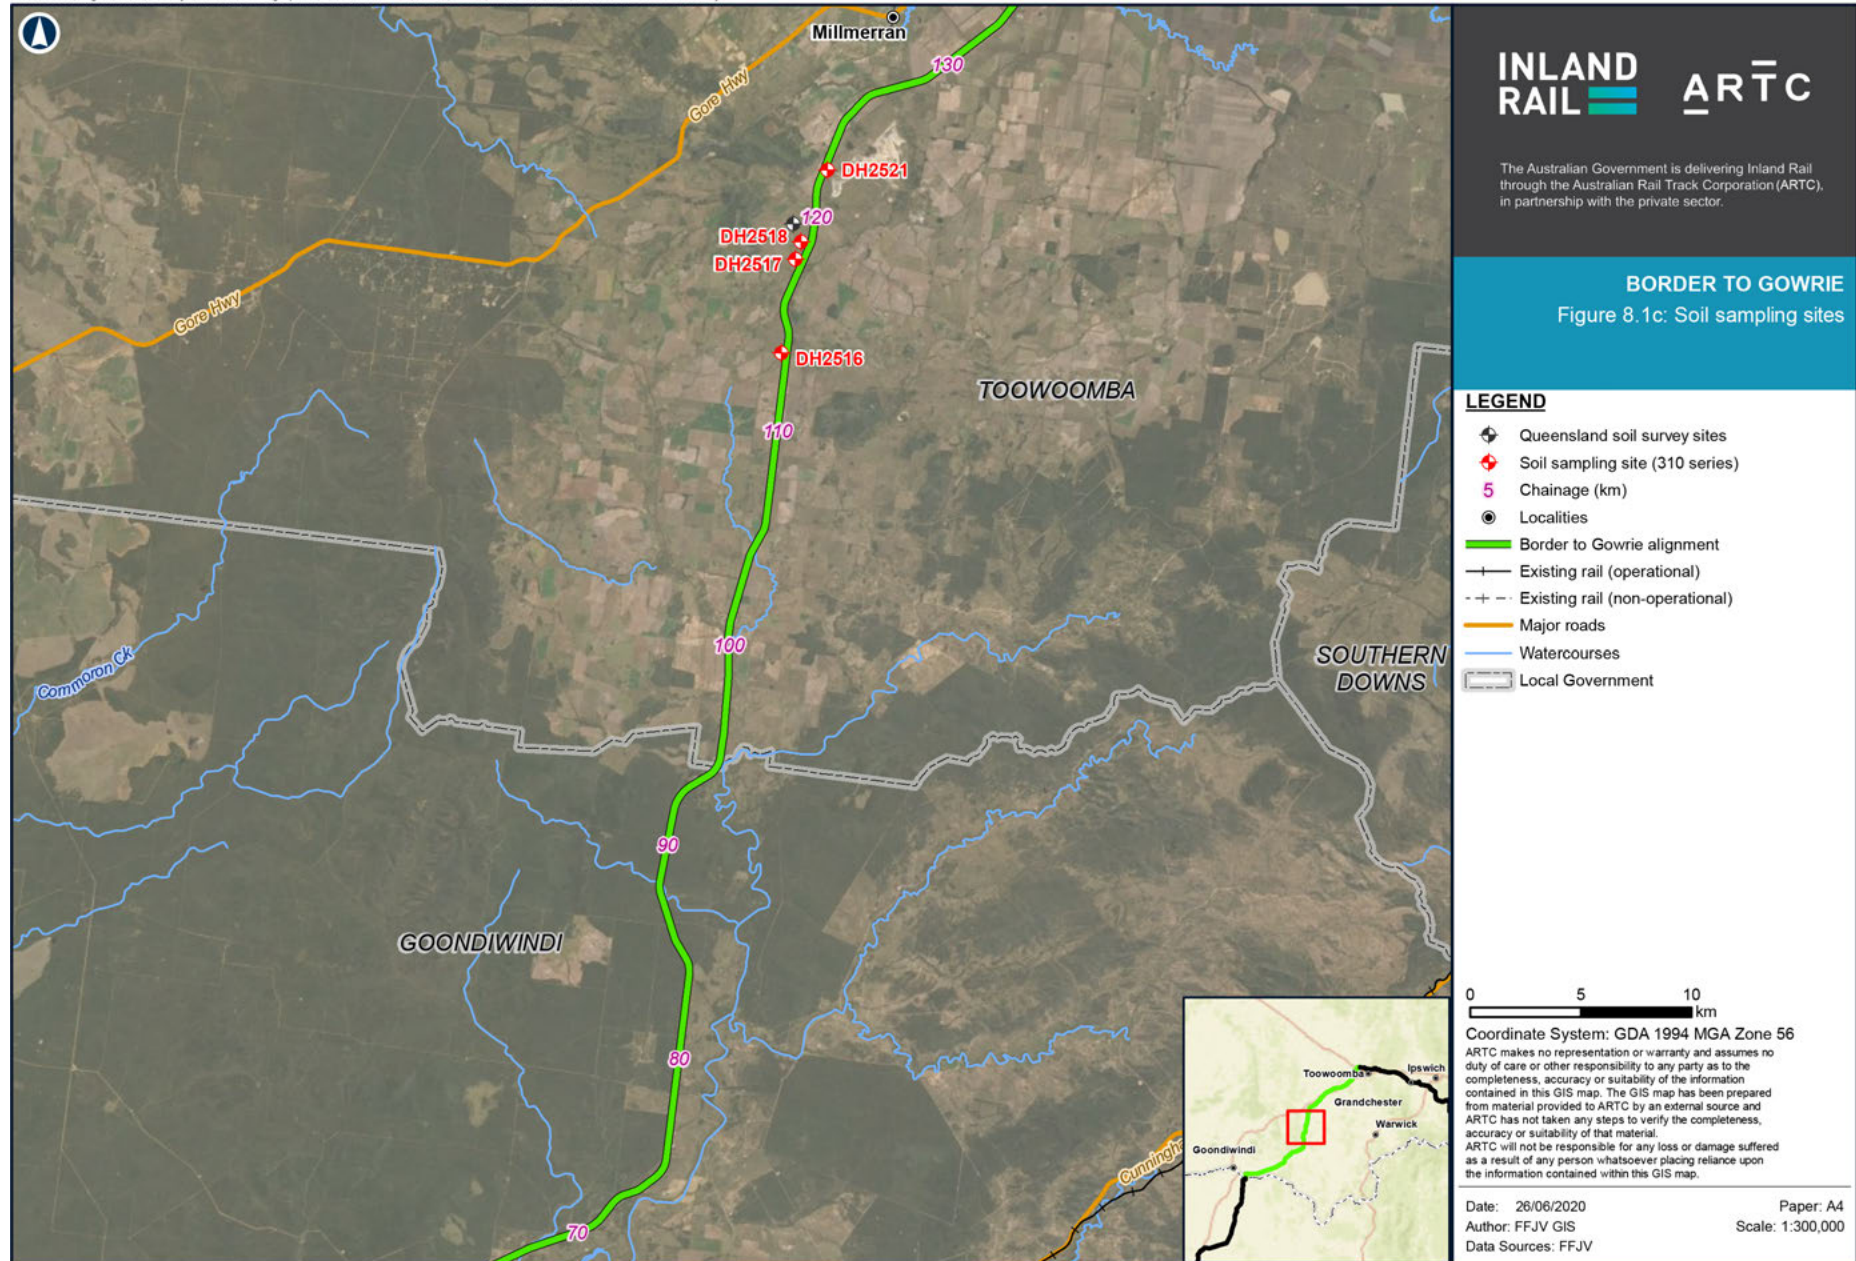 Millmerran
130
Gore Hwy
DH2521
120
DH2518
DH2517
Gore Hwy
DH2516
TOOWOOMBA
110
100
SOUTHERN
DOWNS
Commoron Ck
90
GOONDIWINDI
80
70
Toowoomba
Ipswich
Grandchester
Warwick
Goondiwindi
INLAND
RAIL
ARTC
The Australian Government is delivering Inland Rail
through the Australian Rail Track Corporation (ARTC),
in partnership with the private sector.
BORDER TO GOWRIE
Figure 8.1c: Soil sampling sites
LEGEND
Queensland soil survey sites
Soil sampling site (310 series)
5 Chainage (km)
Localities
Border to Gowrie alignment
Existing rail (operational)
Existing rail (non-operational)
Major roads
Watercourses
Local Government
0 5 10
km
Coordinate System: GDA 1994 MGA Zone 56
ARTC makes no representation or warranty and assumes no
duty of care or other responsibility to any party as to the
completeness, accuracy or suitability of the information
contained in this GIS map. The GIS map has been prepared
from material provided to ARTC by an external source and
ARTC has not taken any steps to verify the completeness,
accuracy or suitability of that material.
ARTC will not be responsible for any loss or damage suffered
as a result of any person whatsoever placing reliance upon
the information contained within this GIS map.
Date: 26/06/2020 Paper: A4
Author: FFJV GIS Scale: 1:300,000
Data Sources: FFJV